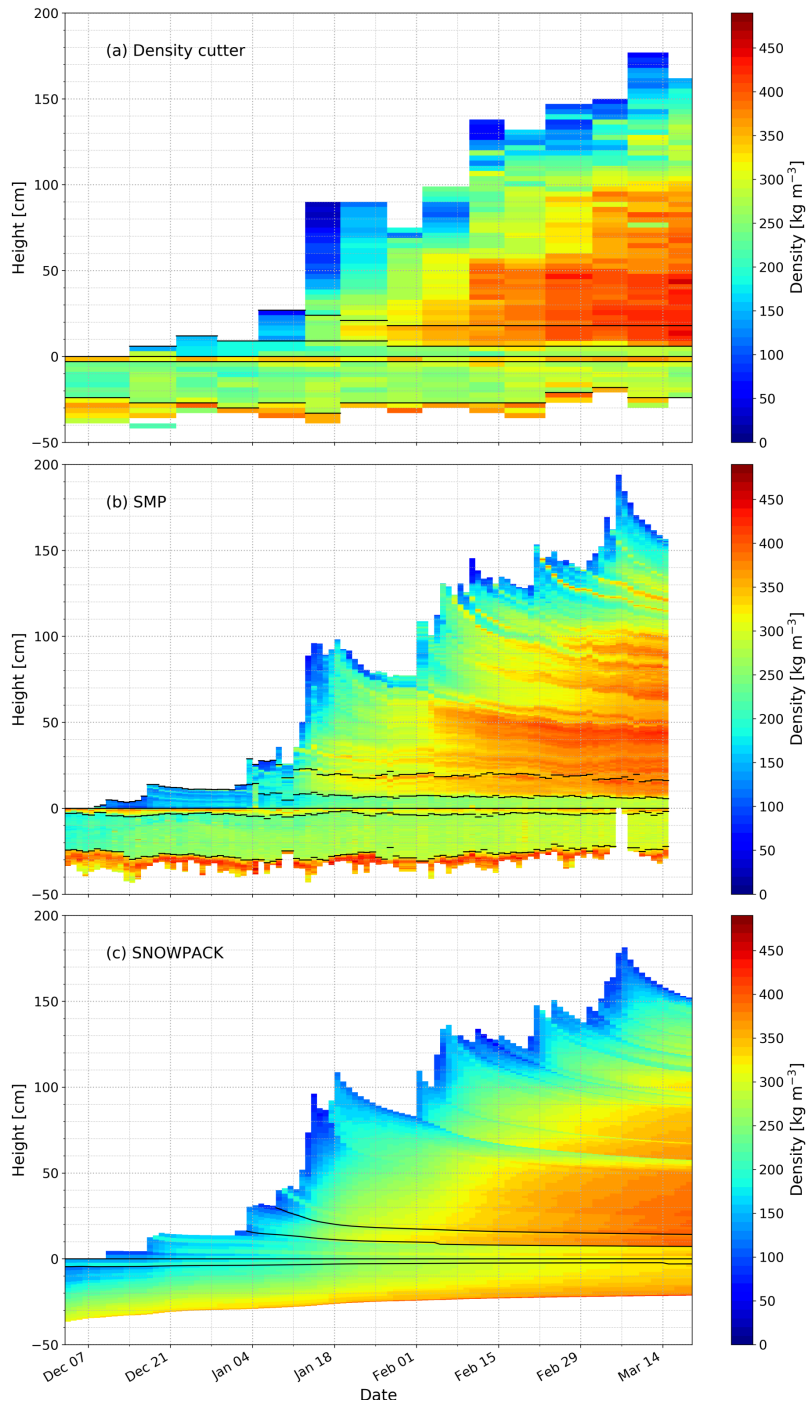 (a) Density cutter
Height [cm]
200
150
100
50
0
−50
450
400
350
300
250
200
150
100
50
0
Density [kg m⁻³]
(b) SMP
Height [cm]
200
150
100
50
0
−50
450
400
350
300
250
200
150
100
50
0
Density [kg m⁻³]
(c) SNOWPACK
Height [cm]
200
150
100
50
0
−50
450
400
350
300
250
200
150
100
50
0
Density [kg m⁻³]
Dec 07
Dec 21
Jan 04
Jan 18
Feb 01
Feb 15
Feb 29
Mar 14
Date